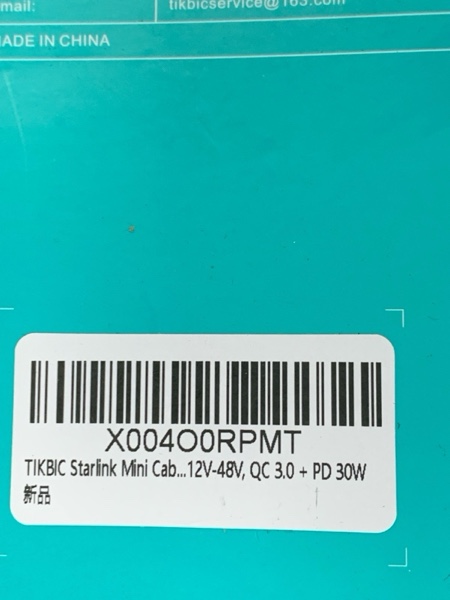 mail: tikbicservice@163.com
MADE IN CHINA
X004O0RPMT
TIKBIC Starlink Mini Cab...12V-48V, QC 3.0 + PD 30W
新品